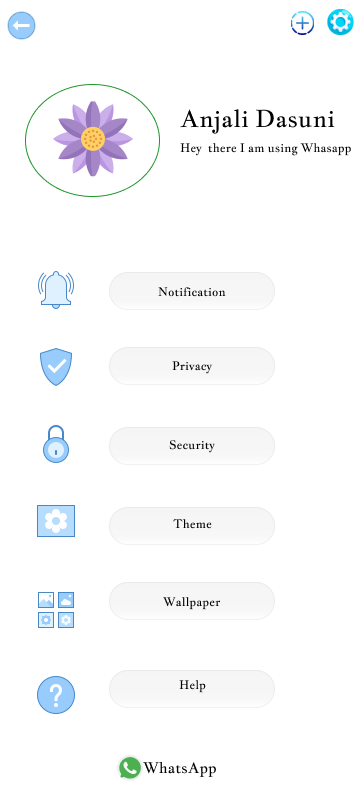 Anjali Dasuni
Hey there I am using Whasapp
Notification
Privacy
Security
Theme
Wallpaper
Help
WhatsApp